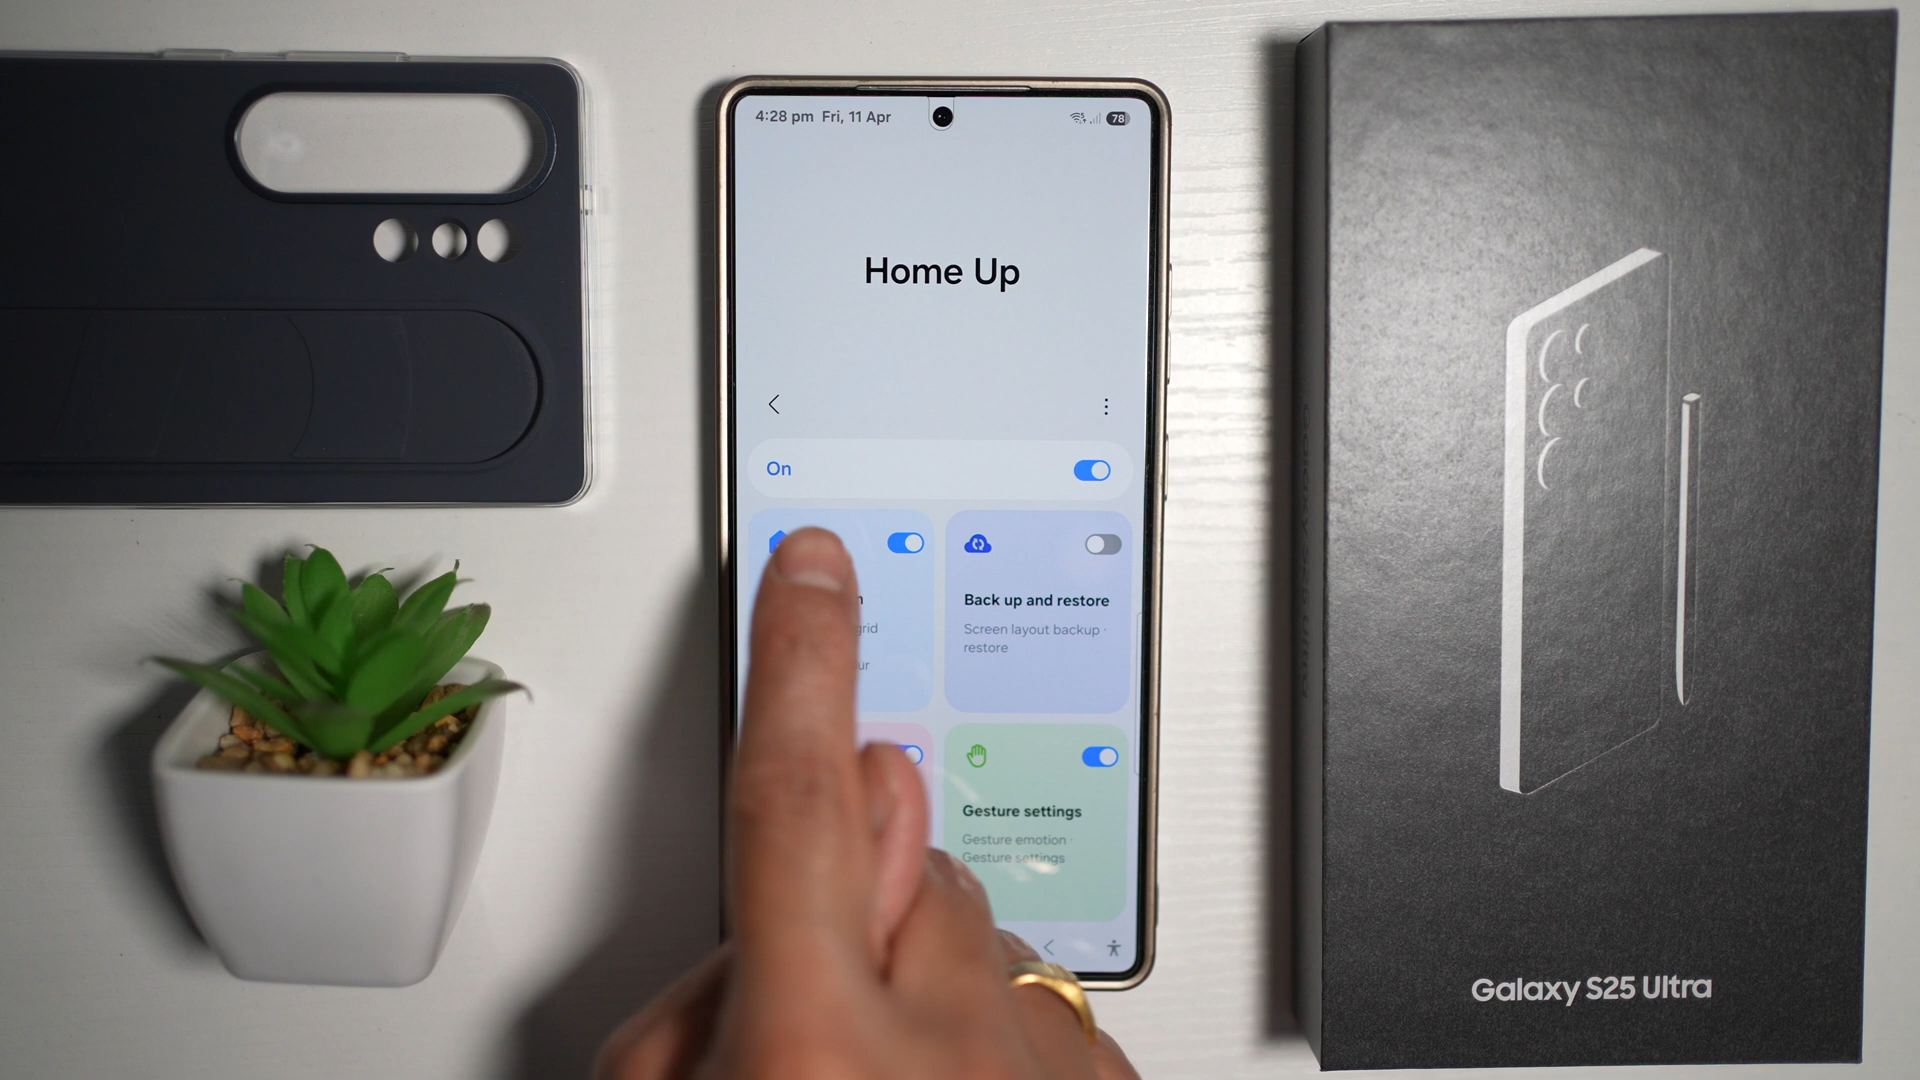 4:28 pm Fri, 11 Apr
78
Home Up
On
grid
Back up and restore
Screen layout backup ·
restore
Gesture settings
Gesture emotion ·
Gesture settings
Galaxy S25 Ultra